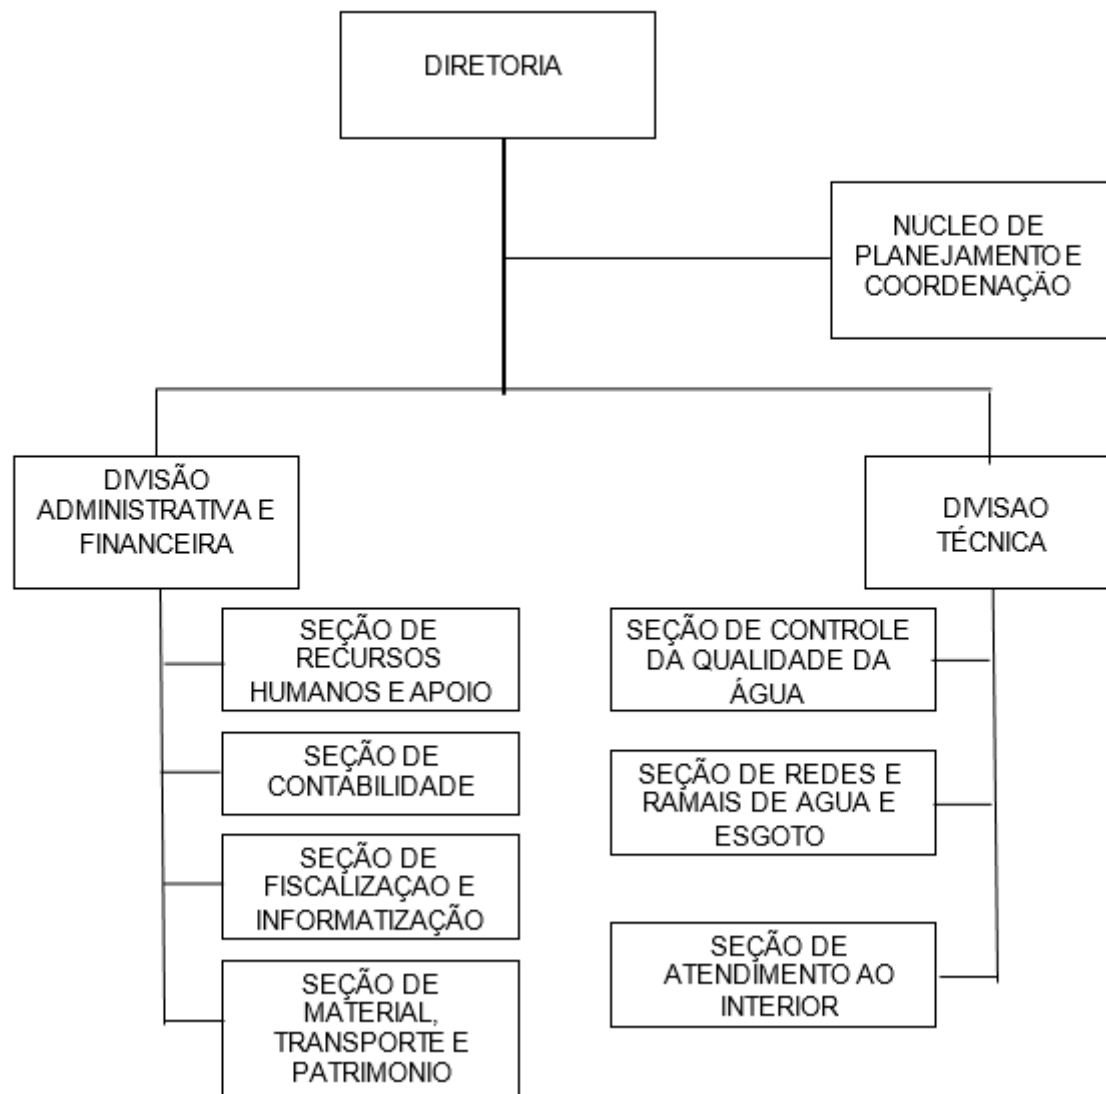 DIRETORIA
NUCLEO DE
PLANEJAMENTO E
COORDENAÇÃO
DIVISÃO
ADMINISTRATIVA E
FINANCEIRA
DIVISAO
TÉCNICA
SEÇÃO DE
RECURSOS
HUMANOS E APOIO
SEÇÃO DE
CONTABILIDADE
SEÇÃO DE
FISCALIZAÇAO E
INFORMATIZAÇÃO
SEÇÃO DE
MATERIAL,
TRANSPORTE E
PATRIMONIO
SEÇÃO DE CONTROLE
DA QUALIDADE DA
ÁGUA
SEÇÃO DE REDES E
RAMAIS DE AGUA E
ESGOTO
SEÇÃO DE
ATENDIMENTO AO
INTERIOR